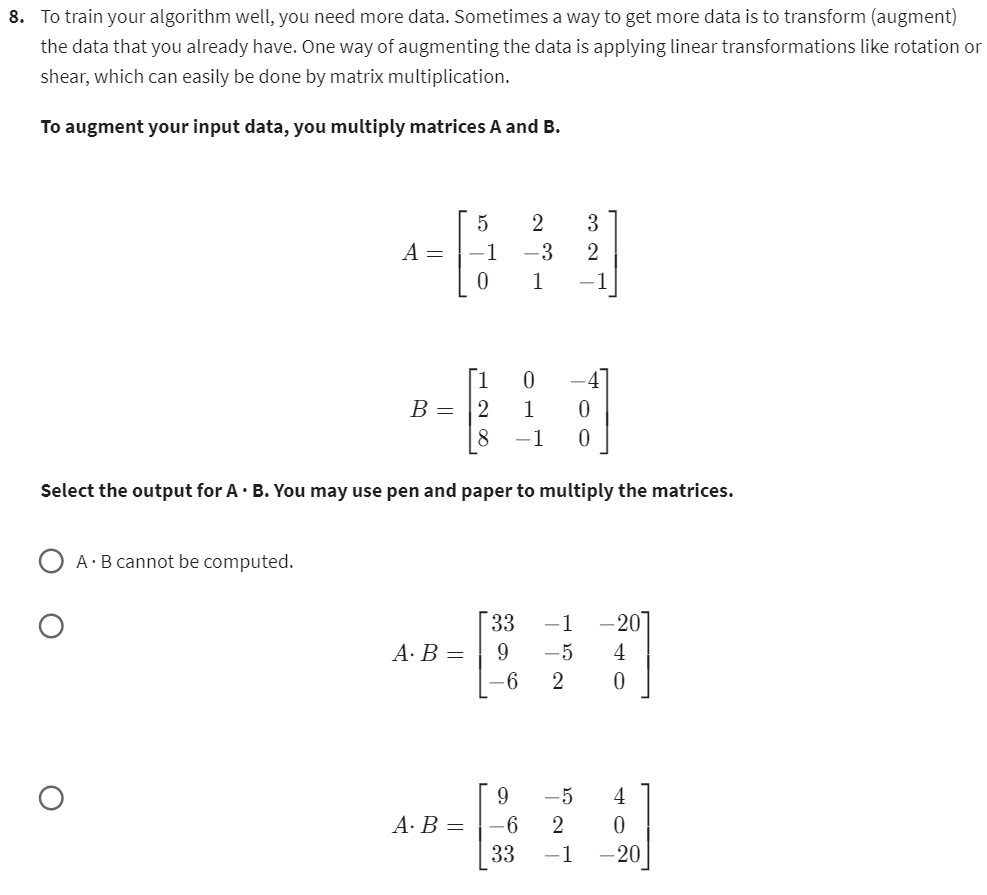 8. To train your algorithm well, you need more data. Sometimes a way to get more data is to transform (augment)
the data that you already have. One way of augmenting the data is applying linear transformations like rotation or
shear, which can easily be done by matrix multiplication.
To augment your input data, you multiply matrices A and B.
5 2 3
A = −1 −3 2
0 1 −1
1 0 −4
B = 2 1 0
8 −1 0
Select the output for A · B. You may use pen and paper to multiply the matrices.
A · B cannot be computed.
33 −1 −20
A· B = 9 −5 4
−6 2 0
9 −5 4
A· B = −6 2 0
33 −1 −20